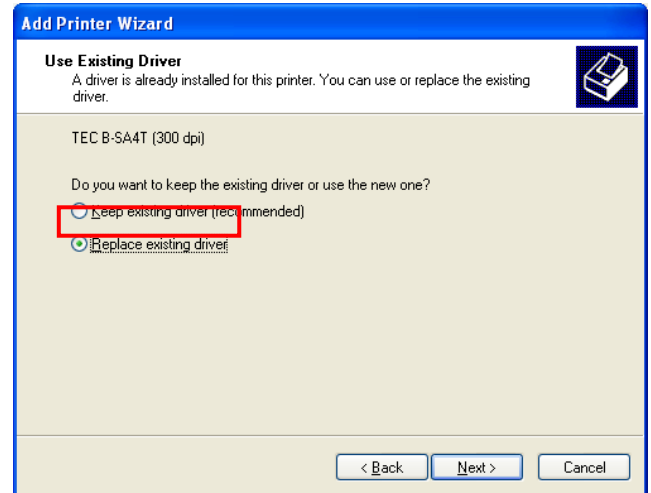 Add Printer Wizard
Use Existing Driver
A driver is already installed for this printer. You can use or replace the existing
driver.
TEC B-SA4T (300 dpi)
Do you want to keep the existing driver or use the new one?
Keep existing driver (recommended)
Replace existing driver
< Back
Next >
Cancel